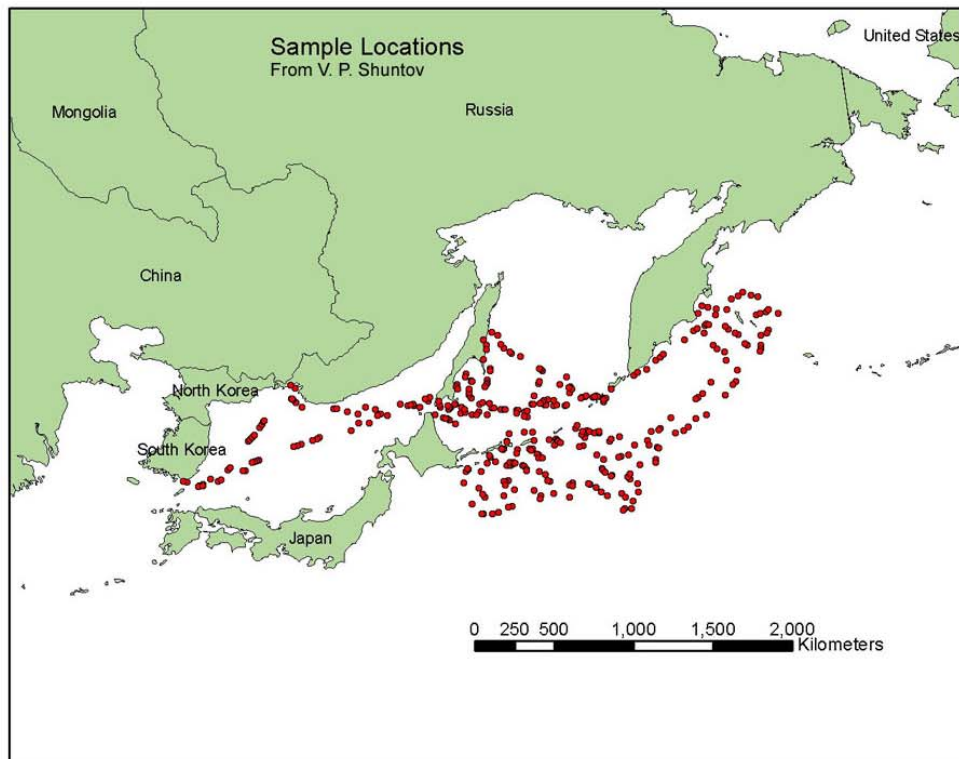 Sample Locations
From V. P. Shuntov
United States
Mongolia
Russia
China
North Korea
South Korea
Japan
0 250 500 1,000 1,500 2,000
Kilometers